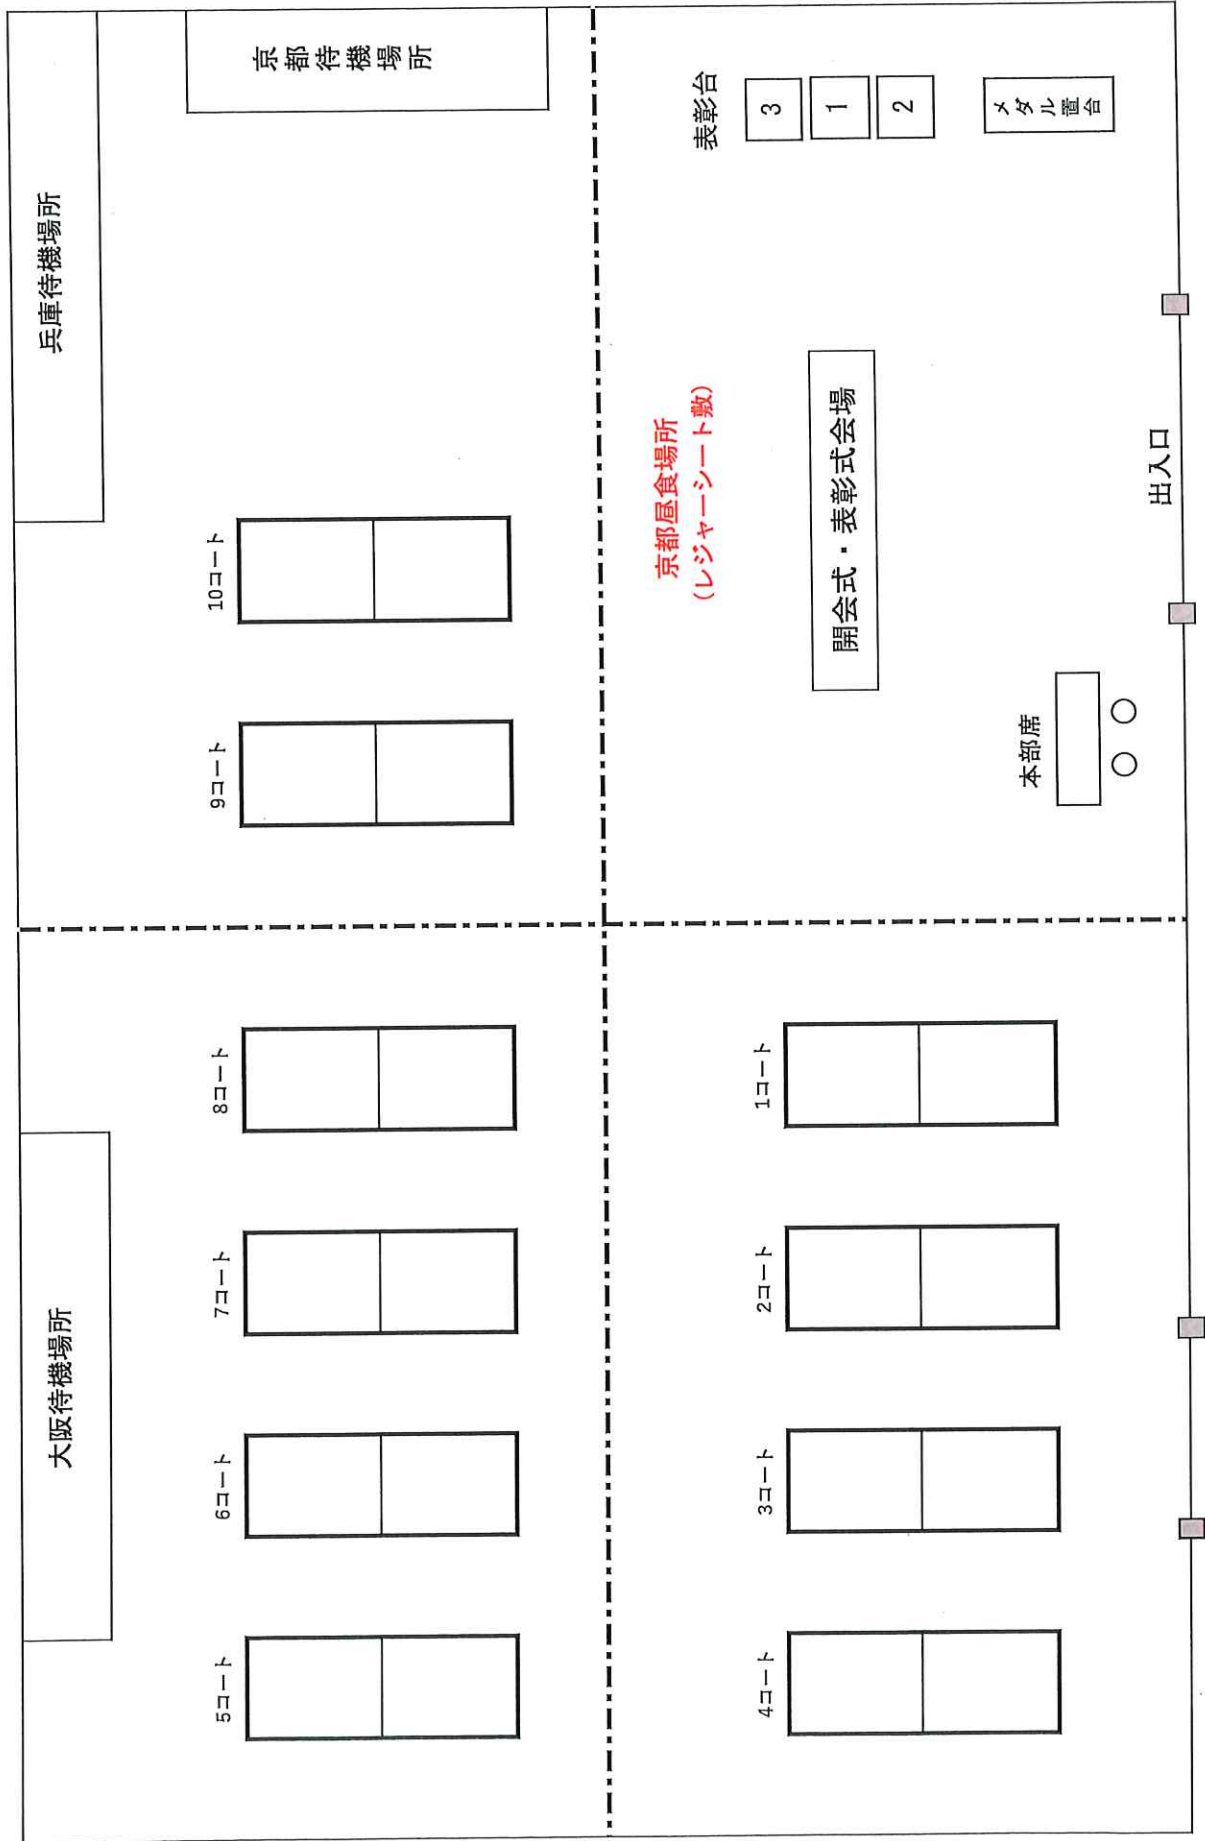 大阪待機場所
兵庫待機場所
京都待機場所
5コート
6コート
7コート
8コート
9コート
10コート
京都昼食場所
(レジャーシート敷)
表彰台
3
1
2
メダル置台
4コート
3コート
2コート
1コート
開会式・表彰式会場
本部席
出入口